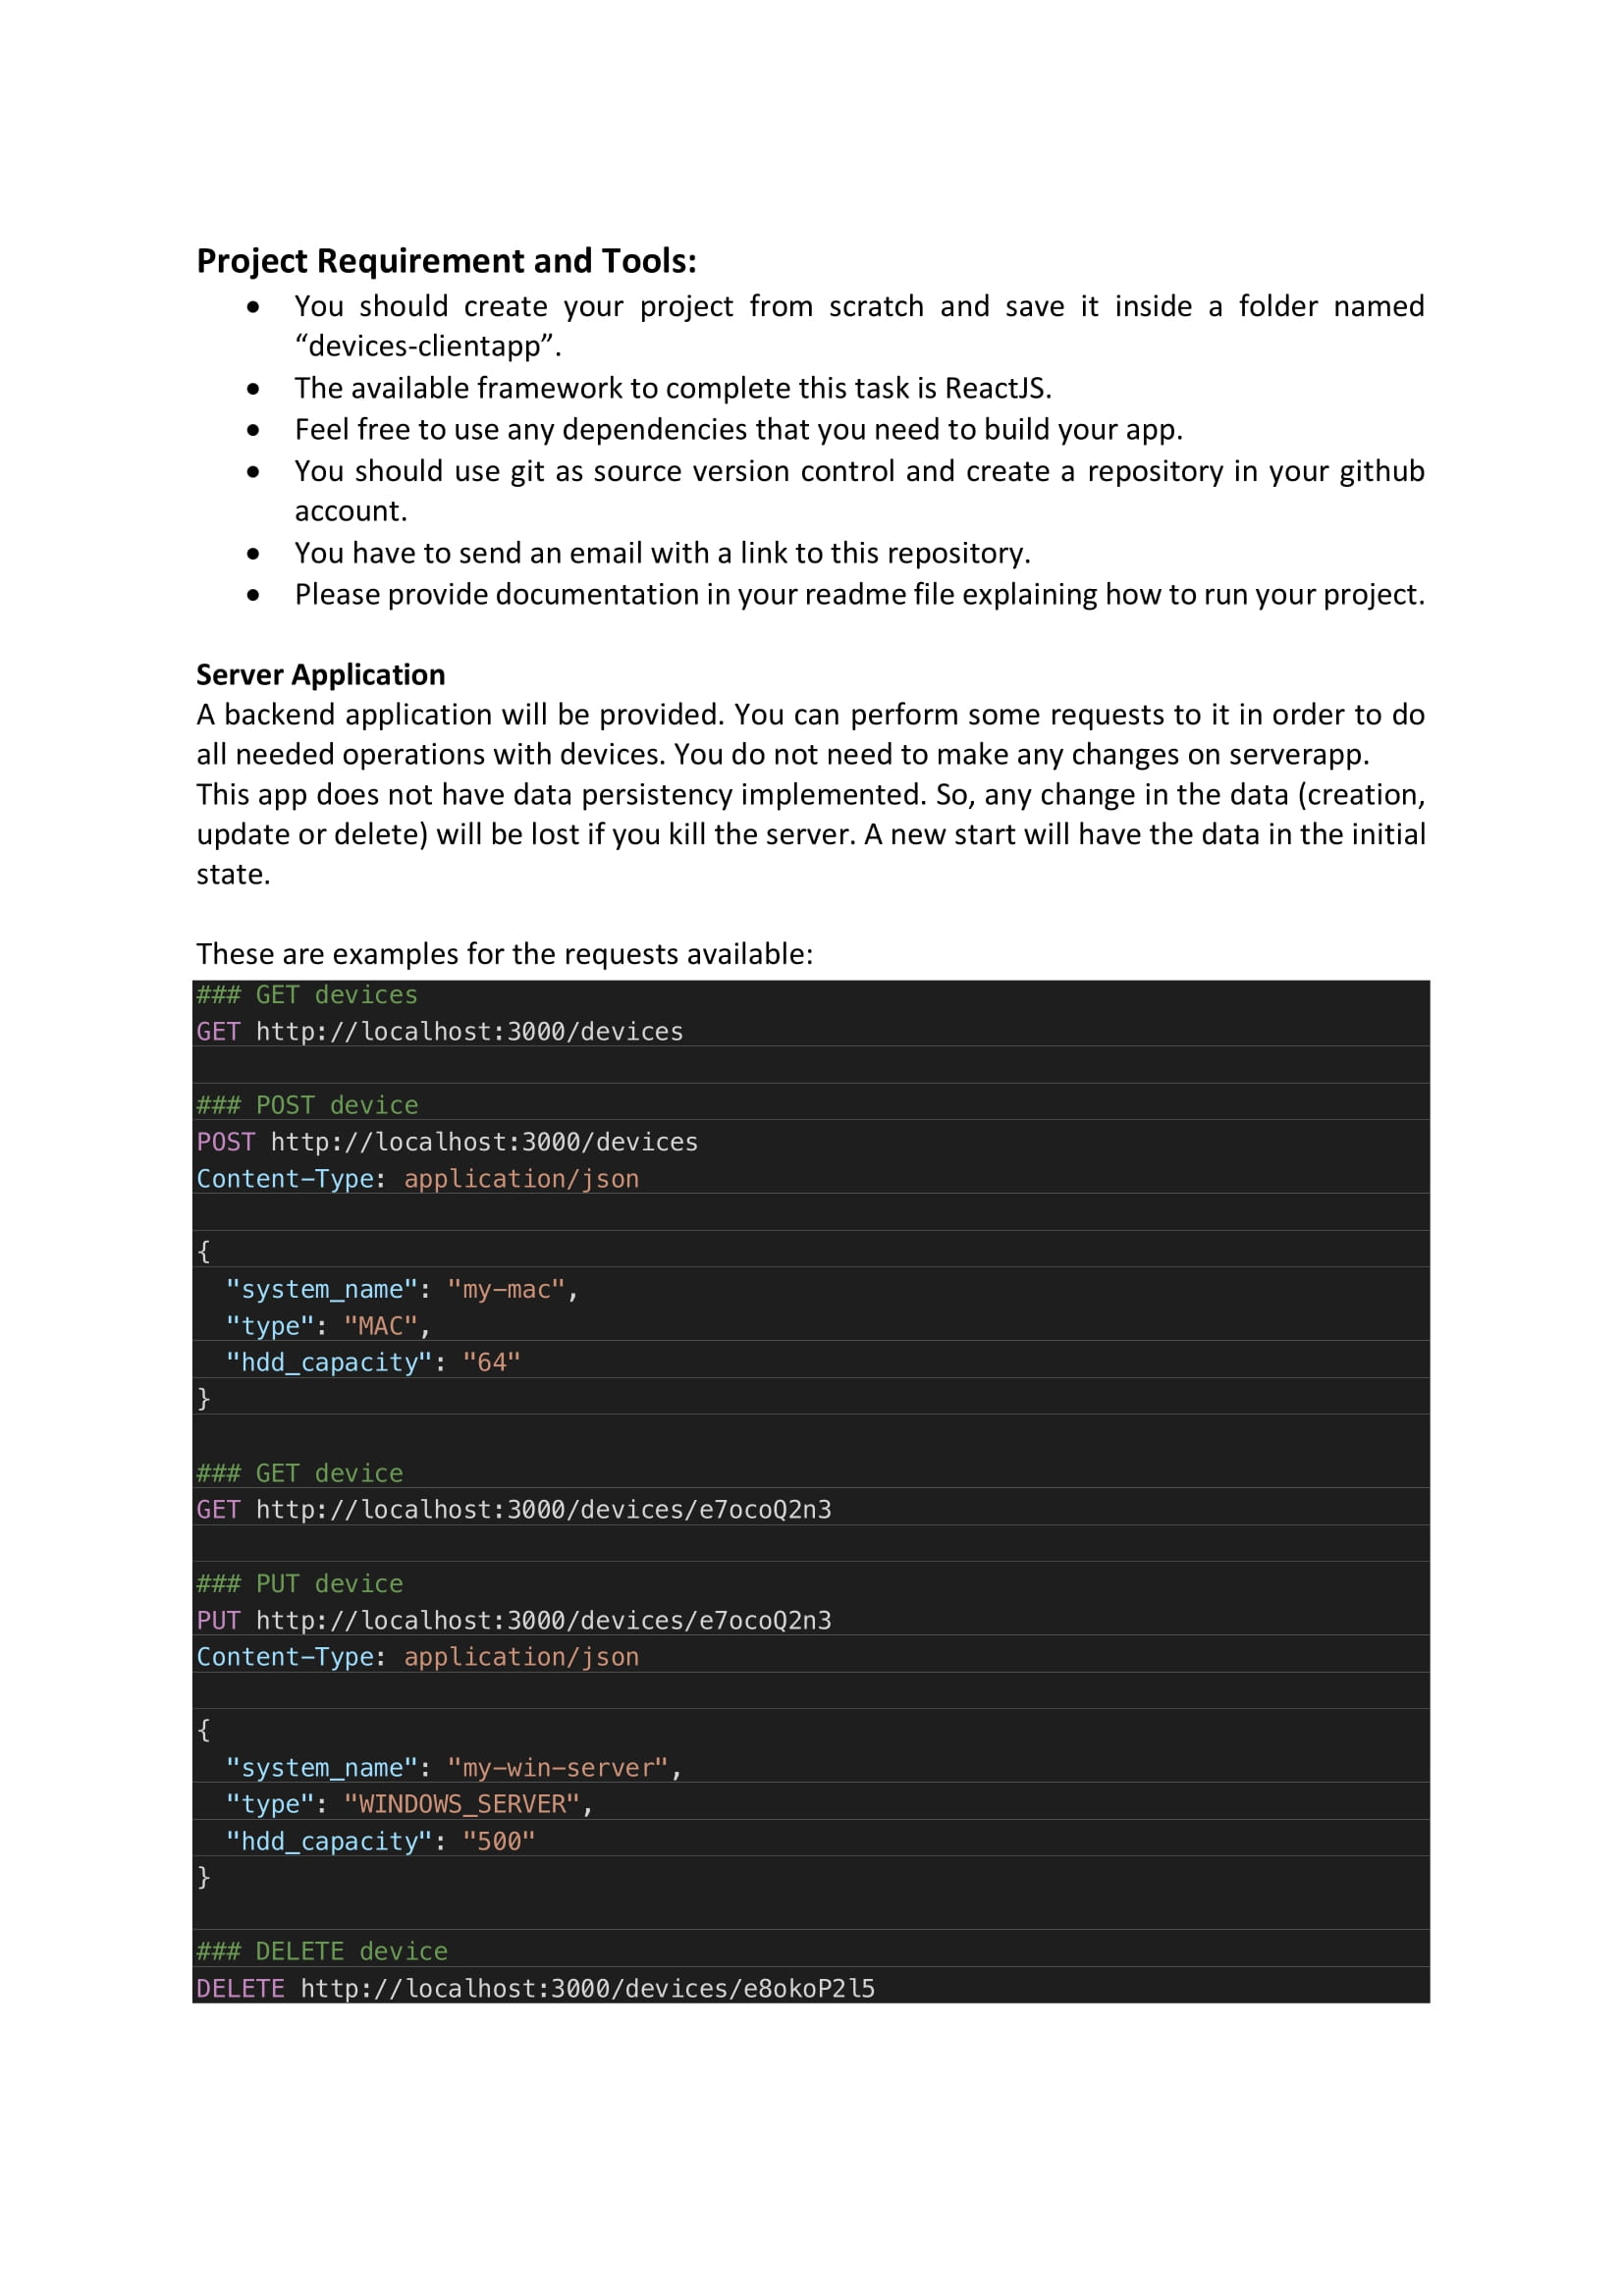 Project Requirement and Tools:
• You should create your project from scratch and save it inside a folder named
“devices-clientapp”.
• The available framework to complete this task is ReactJS.
• Feel free to use any dependencies that you need to build your app.
• You should use git as source version control and create a repository in your github
account.
• You have to send an email with a link to this repository.
• Please provide documentation in your readme file explaining how to run your project.
Server Application
A backend application will be provided. You can perform some requests to it in order to do
all needed operations with devices. You do not need to make any changes on serverapp.
This app does not have data persistency implemented. So, any change in the data (creation,
update or delete) will be lost if you kill the server. A new start will have the data in the initial
state.
These are examples for the requests available:
### GET devices
GET http://localhost:3000/devices
### POST device
POST http://localhost:3000/devices
Content-Type: application/json
{
  "system_name": "my-mac",
  "type": "MAC",
  "hdd_capacity": "64"
}
### GET device
GET http://localhost:3000/devices/e7ocoQ2n3
### PUT device
PUT http://localhost:3000/devices/e7ocoQ2n3
Content-Type: application/json
{
  "system_name": "my-win-server",
  "type": "WINDOWS_SERVER",
  "hdd_capacity": "500"
}
### DELETE device
DELETE http://localhost:3000/devices/e8okoP2l5